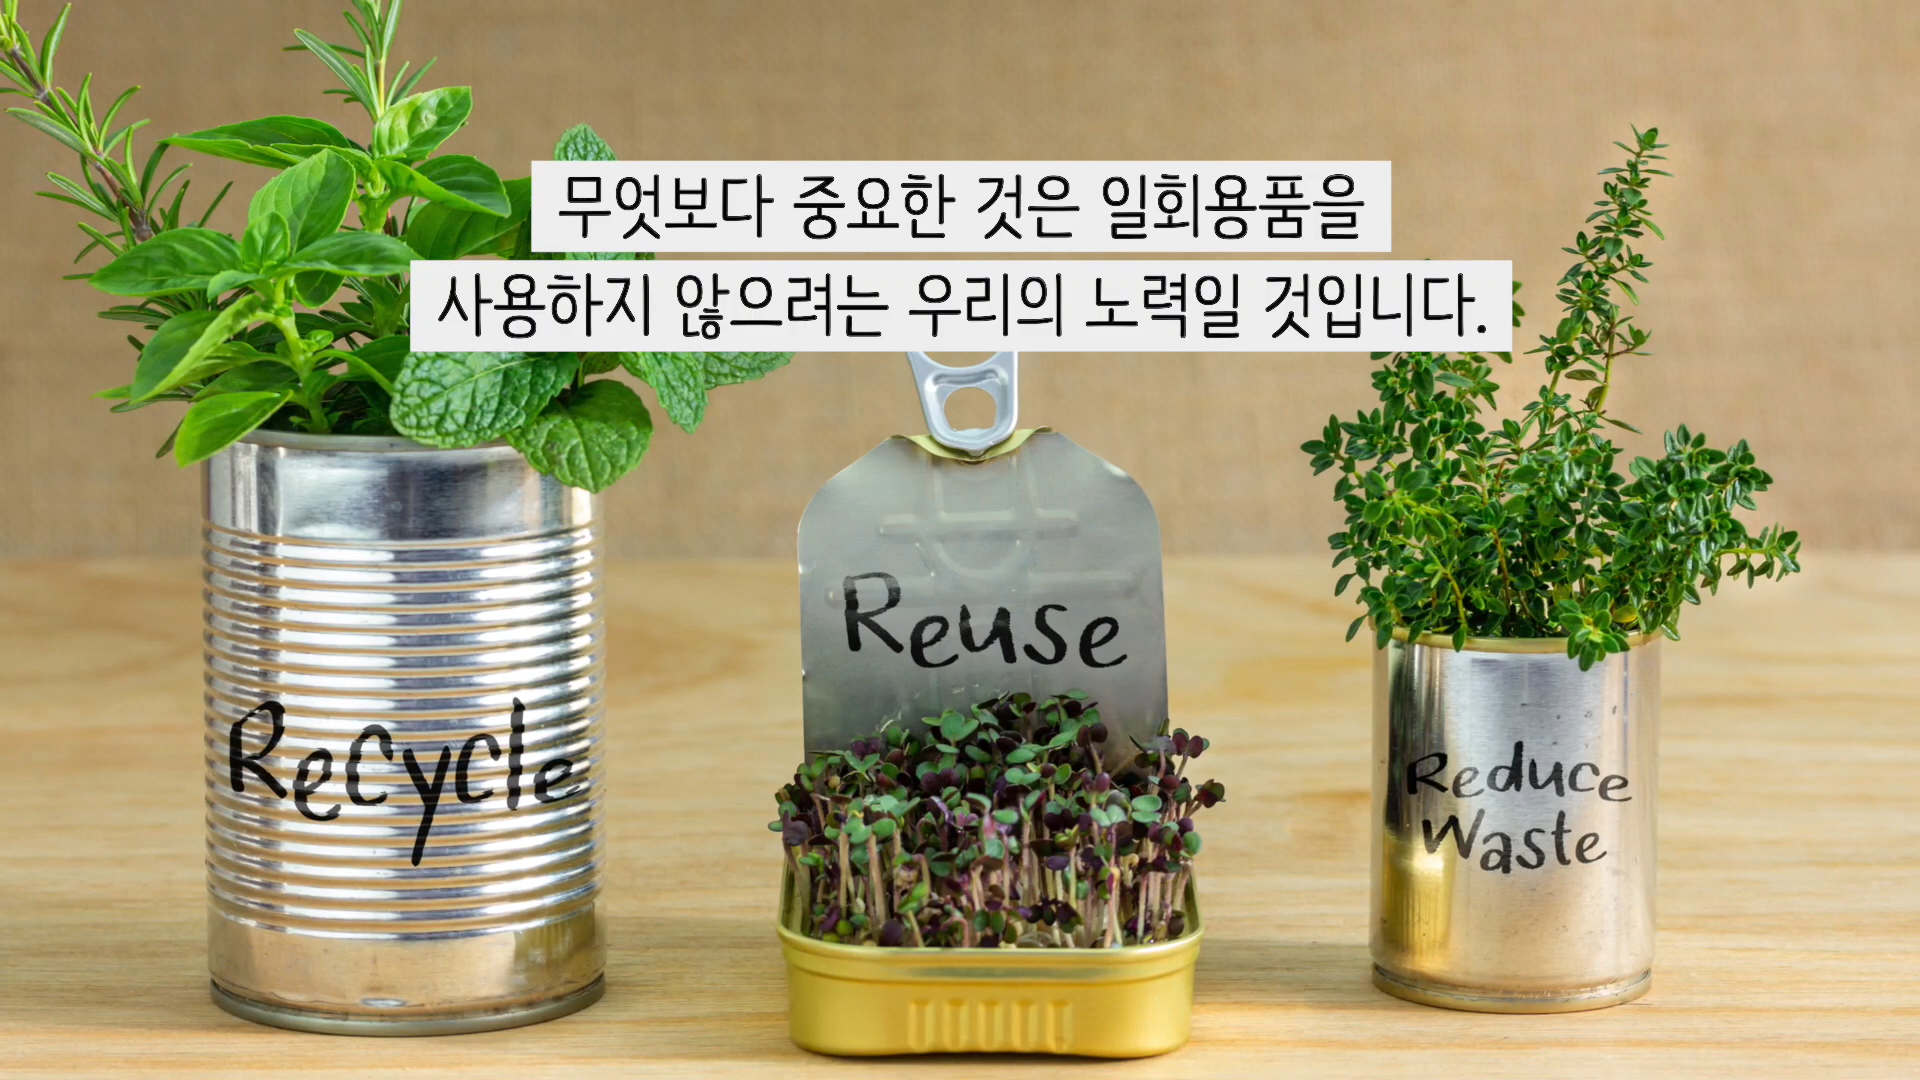 무엇보다 중요한 것은 일회용품을
사용하지 않으려는 우리의 노력일 것입니다.
Recycle
Reuse
Reduce
Waste